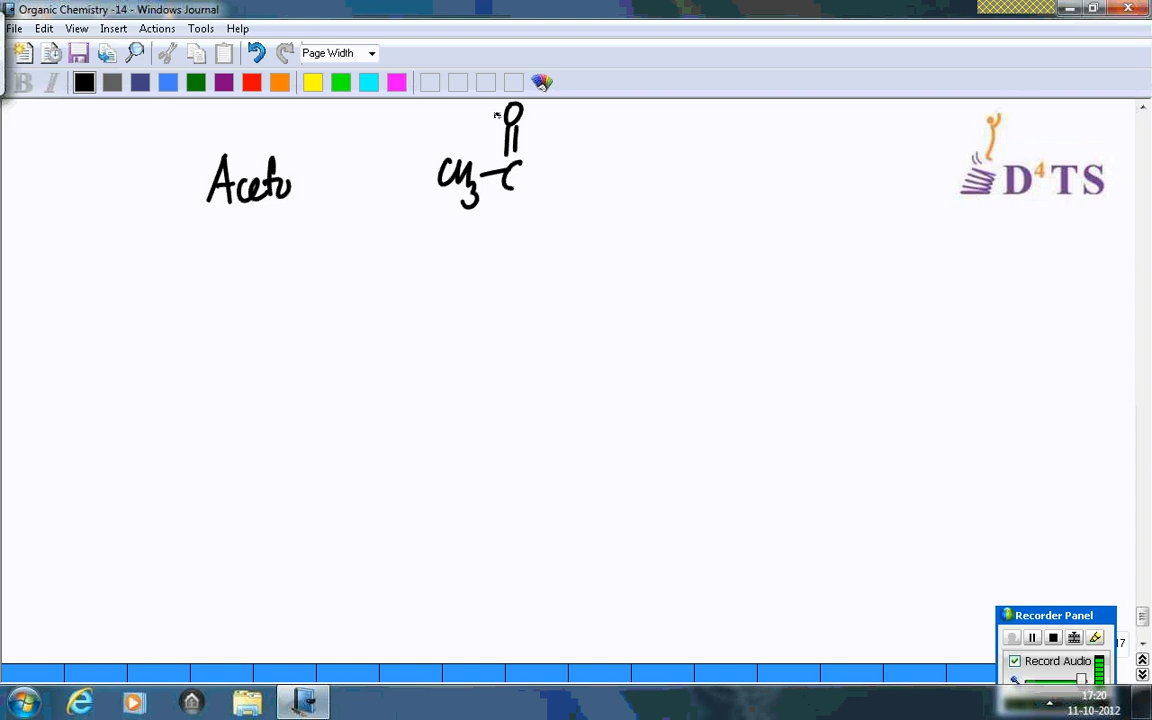 Organic Chemistry -14 - Windows Journal
File Edit View Insert Actions Tools Help
B I Page Width
O
Aceto CH3-C
D4TS
Recorder Panel
17
Record Audio
17:20
11-10-2012